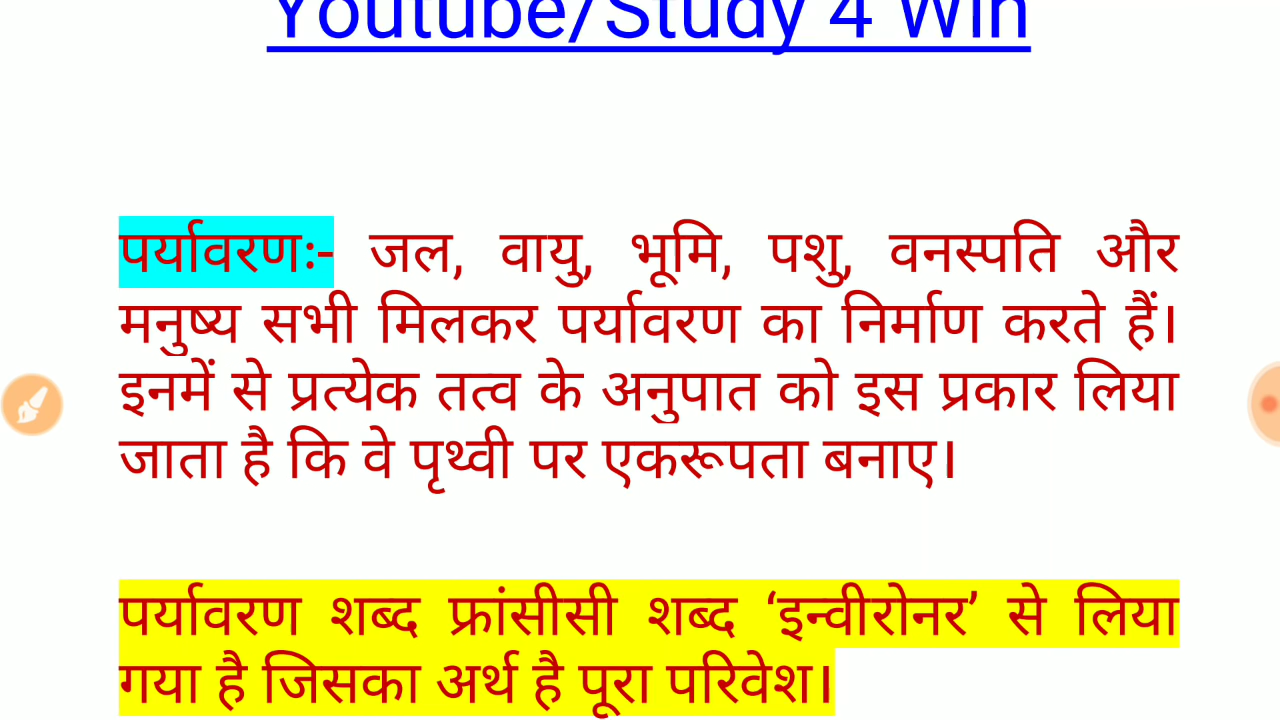 Youtube/Study 4 Win
पर्यावरणः- जल, वायु, भूमि, पशु, वनस्पति और
मनुष्य सभी मिलकर पर्यावरण का निर्माण करते हैं।
इनमें से प्रत्येक तत्व के अनुपात को इस प्रकार लिया
जाता है कि वे पृथ्वी पर एकरूपता बनाए।
पर्यावरण शब्द फ्रांसीसी शब्द ‘इन्वीरोनर’ से लिया
गया है जिसका अर्थ है पूरा परिवेश।